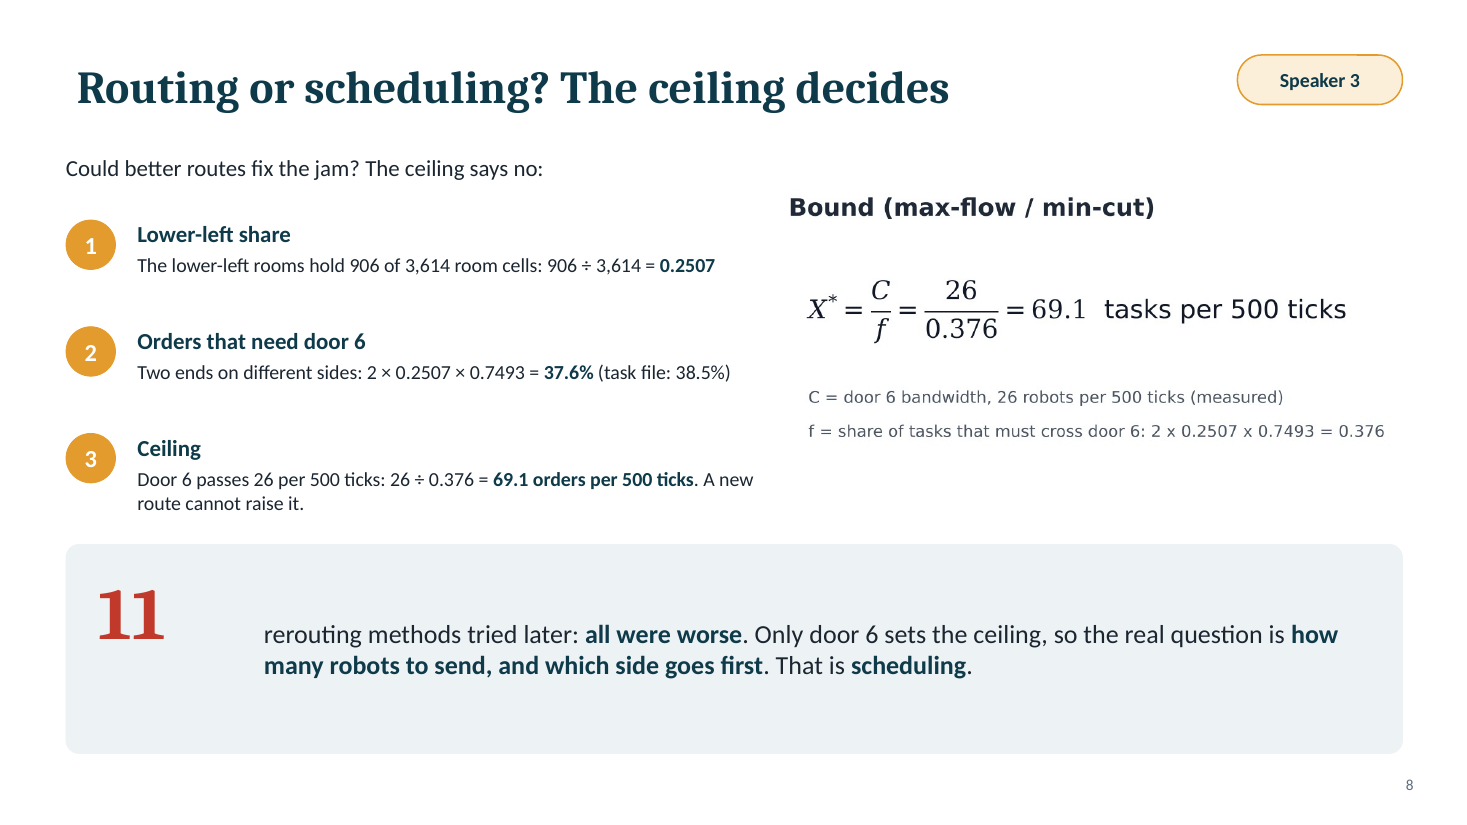 Routing or scheduling? The ceiling decides
Speaker 3
Could better routes fix the jam? The ceiling says no:
1
Lower-left share
The lower-left rooms hold 906 of 3,614 room cells: 906 ÷ 3,614 = 0.2507
2
Orders that need door 6
Two ends on different sides: 2 × 0.2507 × 0.7493 = 37.6% (task file: 38.5%)
3
Ceiling
Door 6 passes 26 per 500 ticks: 26 ÷ 0.376 = 69.1 orders per 500 ticks. A new
route cannot raise it.
Bound (max-flow / min-cut)
X* = C/f = 26/0.376 = 69.1 tasks per 500 ticks
C = door 6 bandwidth, 26 robots per 500 ticks (measured)
f = share of tasks that must cross door 6: 2 x 0.2507 x 0.7493 = 0.376
11
rerouting methods tried later: all were worse. Only door 6 sets the ceiling, so the real question is how
many robots to send, and which side goes first. That is scheduling.
8